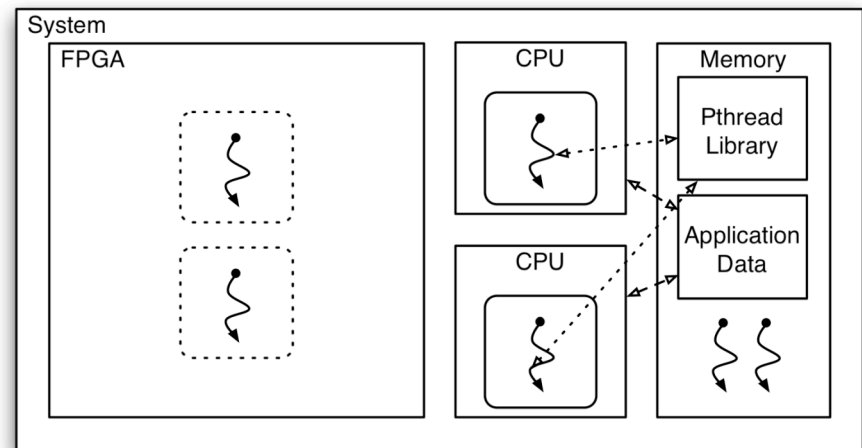 System
FPGA
CPU
Memory
Pthread
Library
Application
Data
CPU